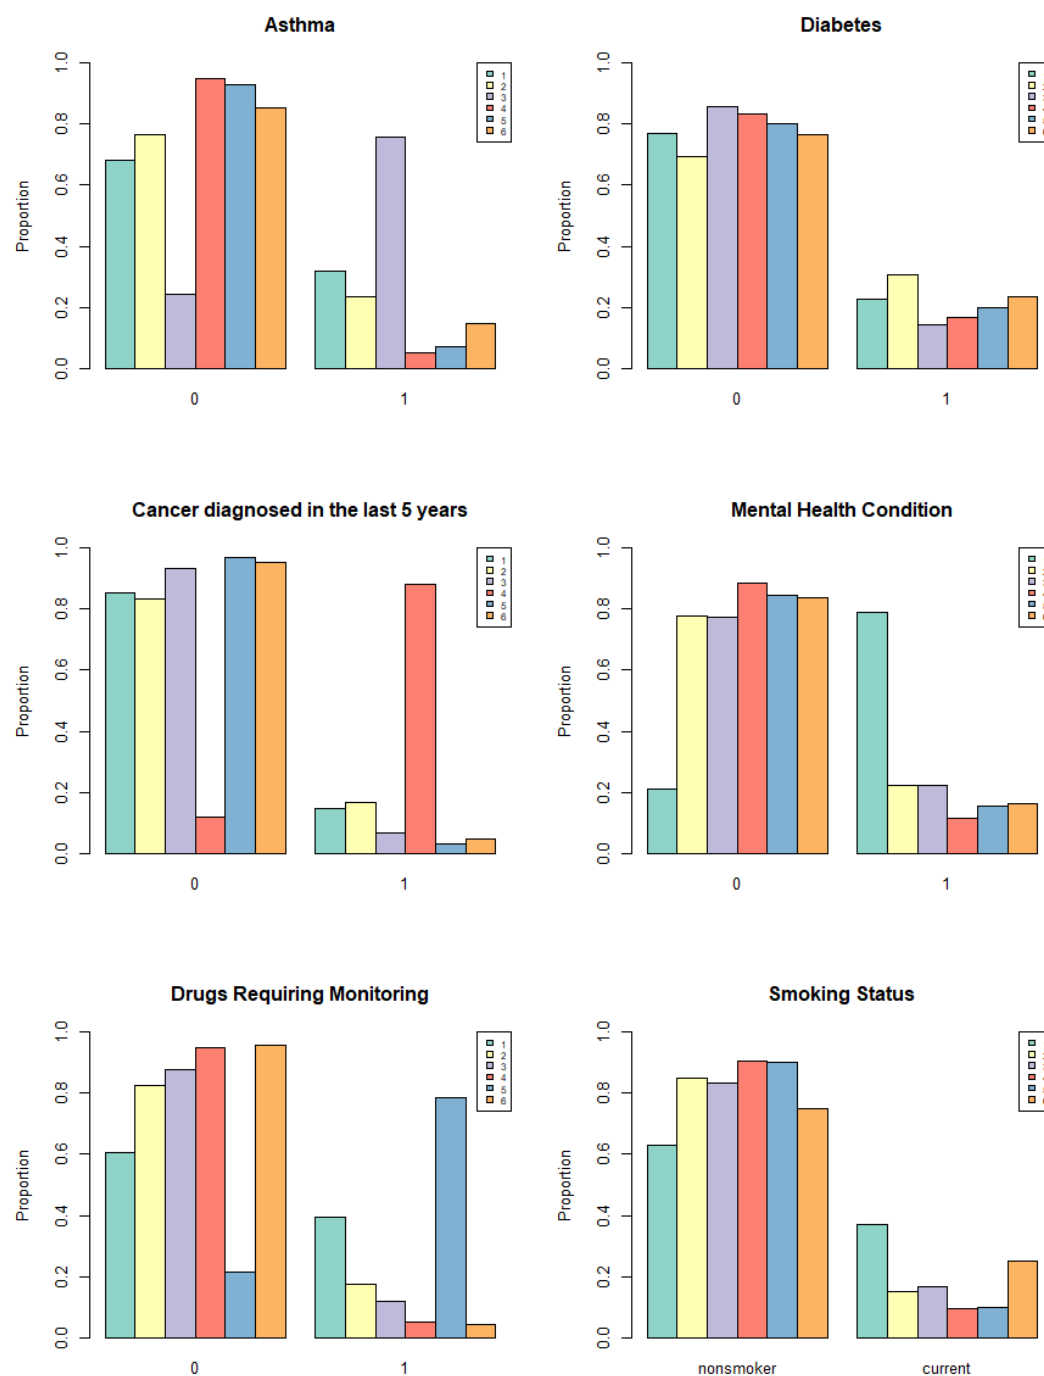 Asthma
Proportion
0.0 0.2 0.4 0.6 0.8 1.0
0 1
1
2
3
4
5
6
Diabetes
Proportion
0.0 0.2 0.4 0.6 0.8 1.0
0 1
Cancer diagnosed in the last 5 years
Proportion
0.0 0.2 0.4 0.6 0.8 1.0
0 1
1
2
3
4
5
6
Mental Health Condition
Proportion
0.0 0.2 0.4 0.6 0.8 1.0
0 1
Drugs Requiring Monitoring
Proportion
0.0 0.2 0.4 0.6 0.8 1.0
0 1
1
2
3
4
5
6
Smoking Status
Proportion
0.0 0.2 0.4 0.6 0.8 1.0
nonsmoker current